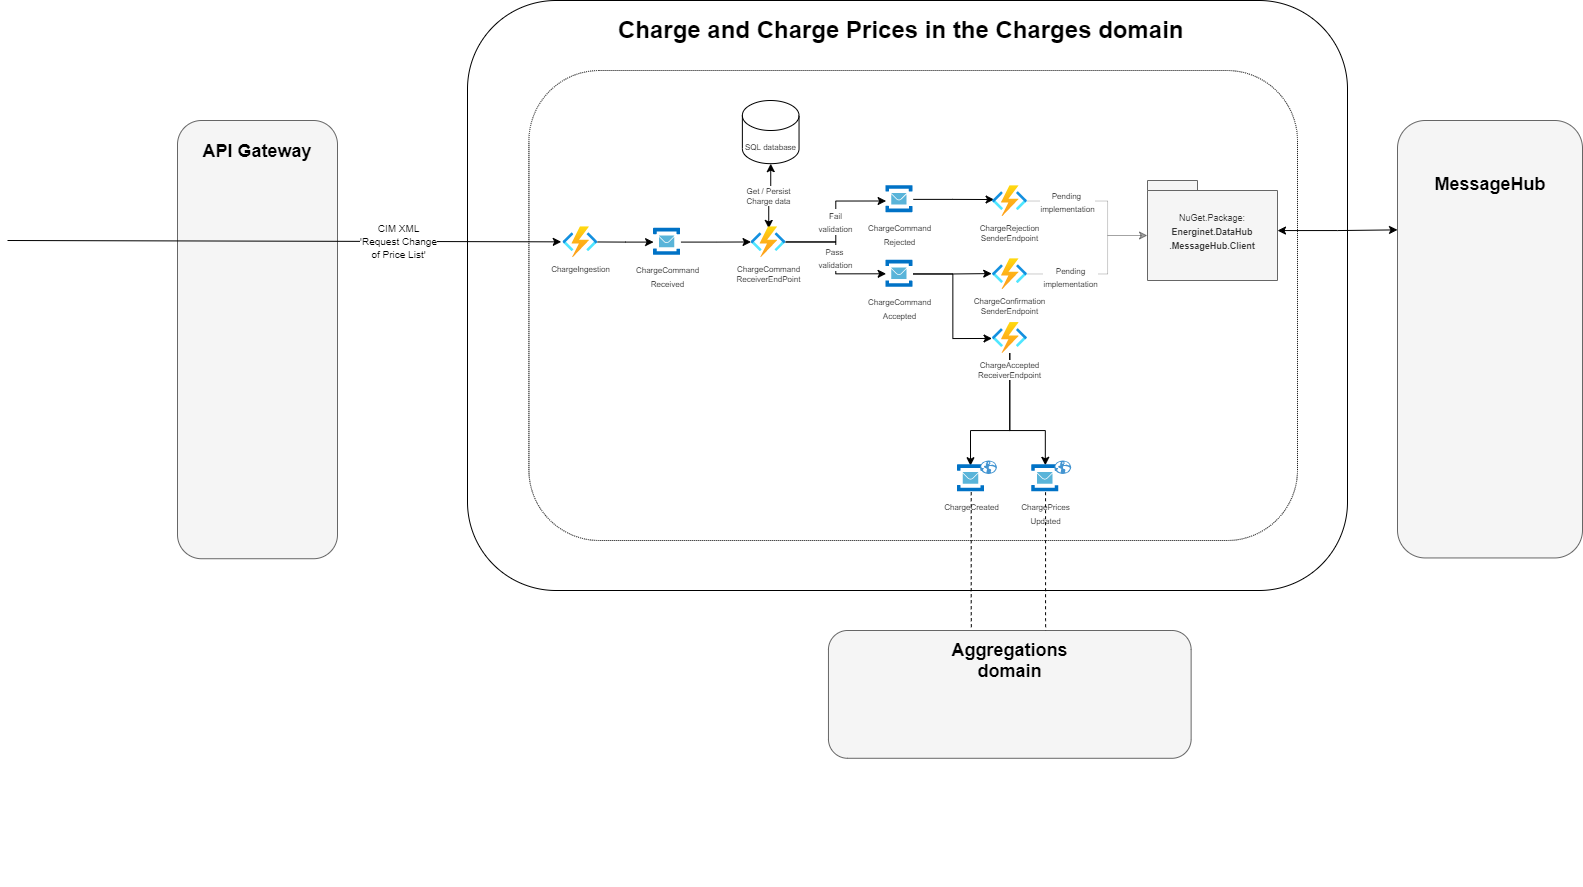 Charge and Charge Prices in the Charges domain
API Gateway
MessageHub
SQL database
Get / Persist
Charge data
CIM XML
'Request Change
of Price List'
ChargeIngestion
ChargeCommand
Received
ChargeCommand
ReceiverEndPoint
Fail
validation
Pass
validation
ChargeCommand
Rejected
ChargeCommand
Accepted
ChargeRejection
SenderEndpoint
Pending
implementation
ChargeConfirmation
SenderEndpoint
Pending
implementation
ChargeAccepted
ReceiverEndpoint
NuGet.Package:
Energinet.DataHub
.MessageHub.Client
ChargeCreated
ChargePrices
Updated
Aggregations
domain